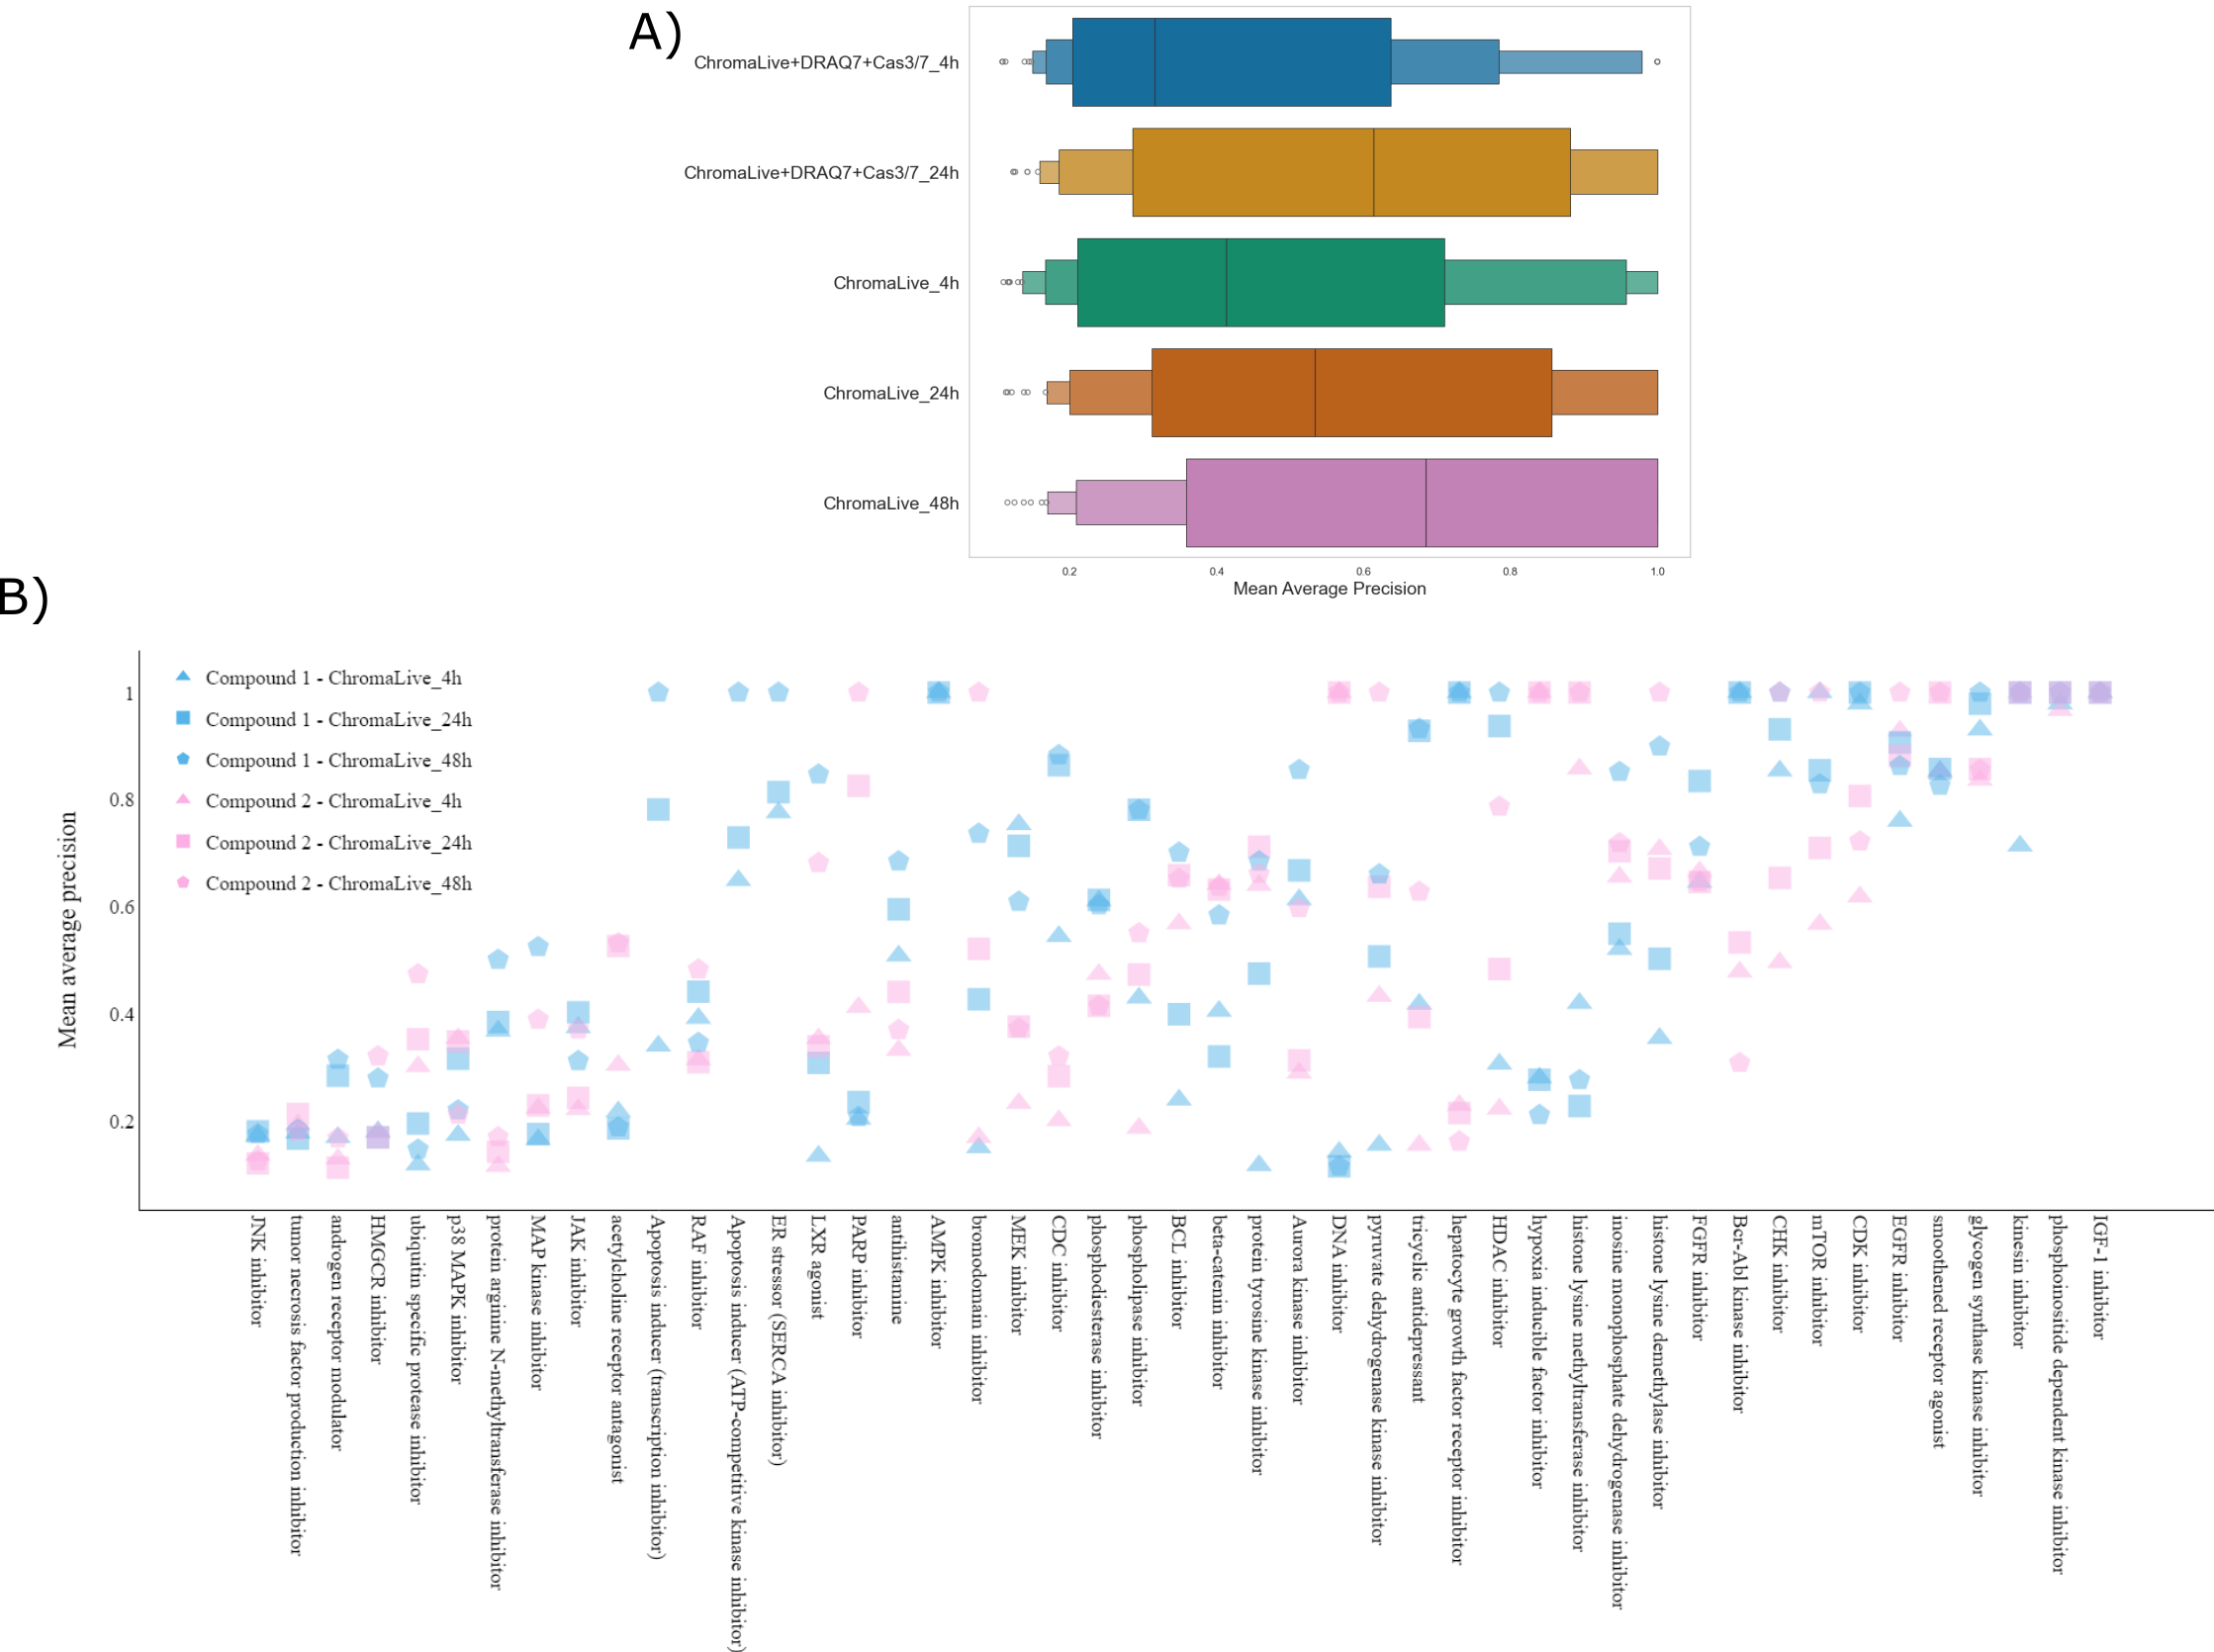 A)
ChromaLive+DRAQ7+Cas3/7_4h
ChromaLive+DRAQ7+Cas3/7_24h
ChromaLive_4h
ChromaLive_24h
ChromaLive_48h
0.2 0.4 0.6 0.8 1.0
Mean Average Precision
B)
Mean average precision
1
0.8
0.6
0.4
0.2
Compound 1 - ChromaLive_4h
Compound 1 - ChromaLive_24h
Compound 1 - ChromaLive_48h
Compound 2 - ChromaLive_4h
Compound 2 - ChromaLive_24h
Compound 2 - ChromaLive_48h
JNK inhibitor
tumor necrosis factor production inhibitor
androgen receptor modulator
HMGCR inhibitor
ubiquitin specific protease inhibitor
p38 MAPK inhibitor
protein arginine N-methyltransferase inhibitor
MAP kinase inhibitor
JAK inhibitor
acetylcholine receptor antagonist
Apoptosis inducer (transcription inhibitor)
RAF inhibitor
Apoptosis inducer (ATP-competitive kinase inhibitor)
ER stressor (SERCA inhibitor)
LXR agonist
PARP inhibitor
antihistamine
AMPK inhibitor
bromodomain inhibitor
MEK inhibitor
CDC inhibitor
phosphodiesterase inhibitor
phospholipase inhibitor
BCL inhibitor
beta-catenin inhibitor
protein tyrosine kinase inhibitor
Aurora kinase inhibitor
DNA inhibitor
pyruvate dehydrogenase kinase inhibitor
tricyclic antidepressant
hepatocyte growth factor receptor inhibitor
HDAC inhibitor
hypoxia inducible factor inhibitor
histone lysine methyltransferase inhibitor
inosine monophosphate dehydrogenase inhibitor
histone lysine demethylase inhibitor
FGFR inhibitor
Bcr-Abl kinase inhibitor
CHK inhibitor
mTOR inhibitor
CDK inhibitor
EGFR inhibitor
smoothened receptor agonist
glycogen synthase kinase inhibitor
kinesin inhibitor
phosphoinositide dependent kinase inhibitor
IGF-1 inhibitor